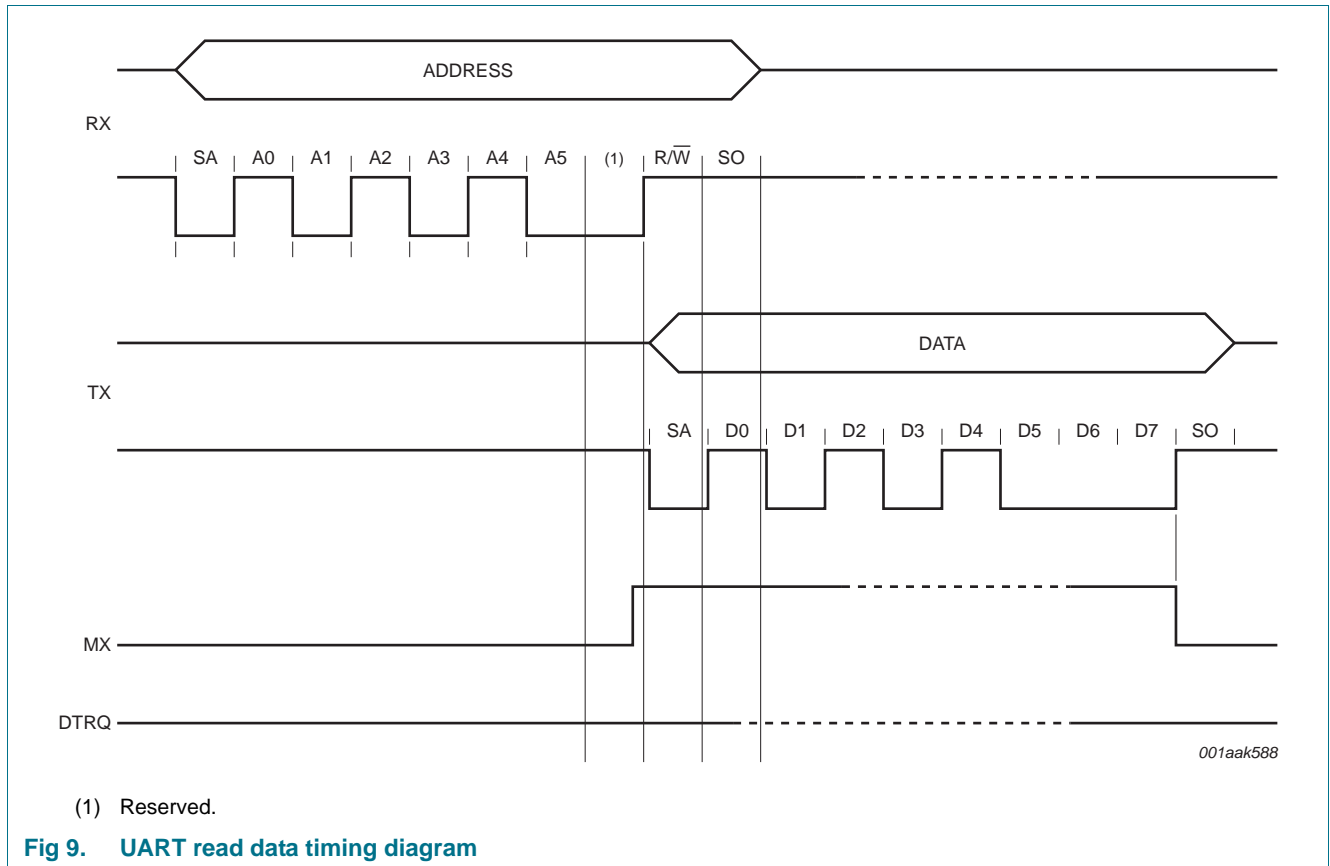 ADDRESS
RX
SA A0 A1 A2 A3 A4 A5 (1) R/W̅ SO
DATA
TX
SA D0 D1 D2 D3 D4 D5 D6 D7 SO
MX
DTRQ
001aak588
(1) Reserved.
Fig 9. UART read data timing diagram